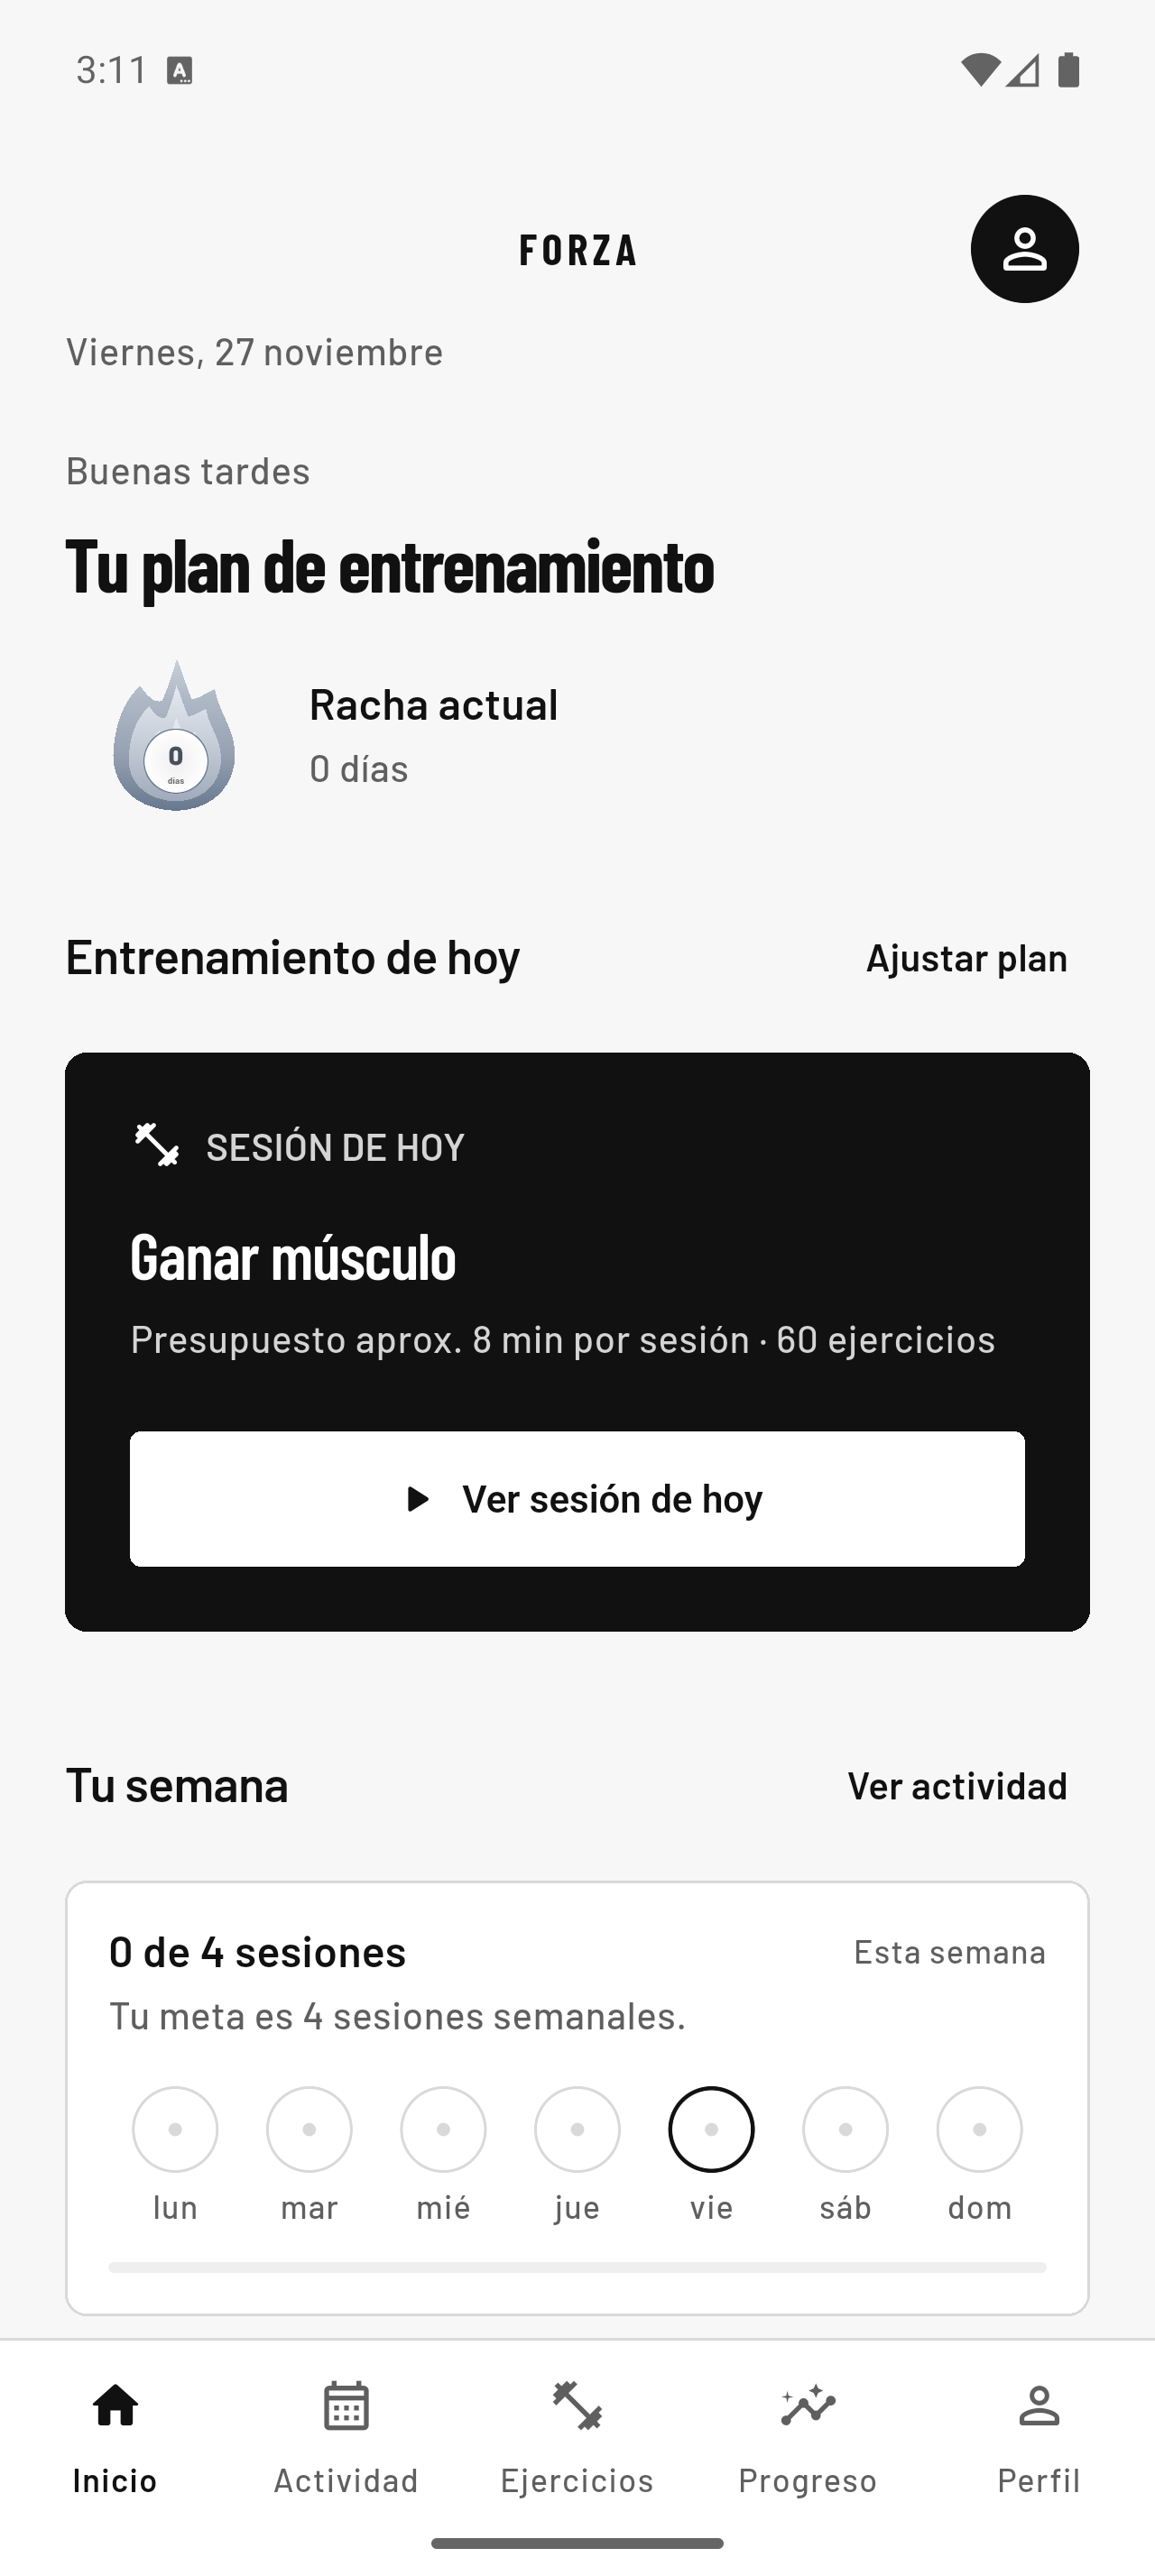 3:11
FORZA
Viernes, 27 noviembre
Buenas tardes
Tu plan de entrenamiento
0
días
Racha actual
0 días
Entrenamiento de hoy
Ajustar plan
SESIÓN DE HOY
Ganar músculo
Presupuesto aprox. 8 min por sesión · 60 ejercicios
Ver sesión de hoy
Tu semana
Ver actividad
0 de 4 sesiones
Esta semana
Tu meta es 4 sesiones semanales.
lun mar mié jue vie sáb dom
Inicio Actividad Ejercicios Progreso Perfil